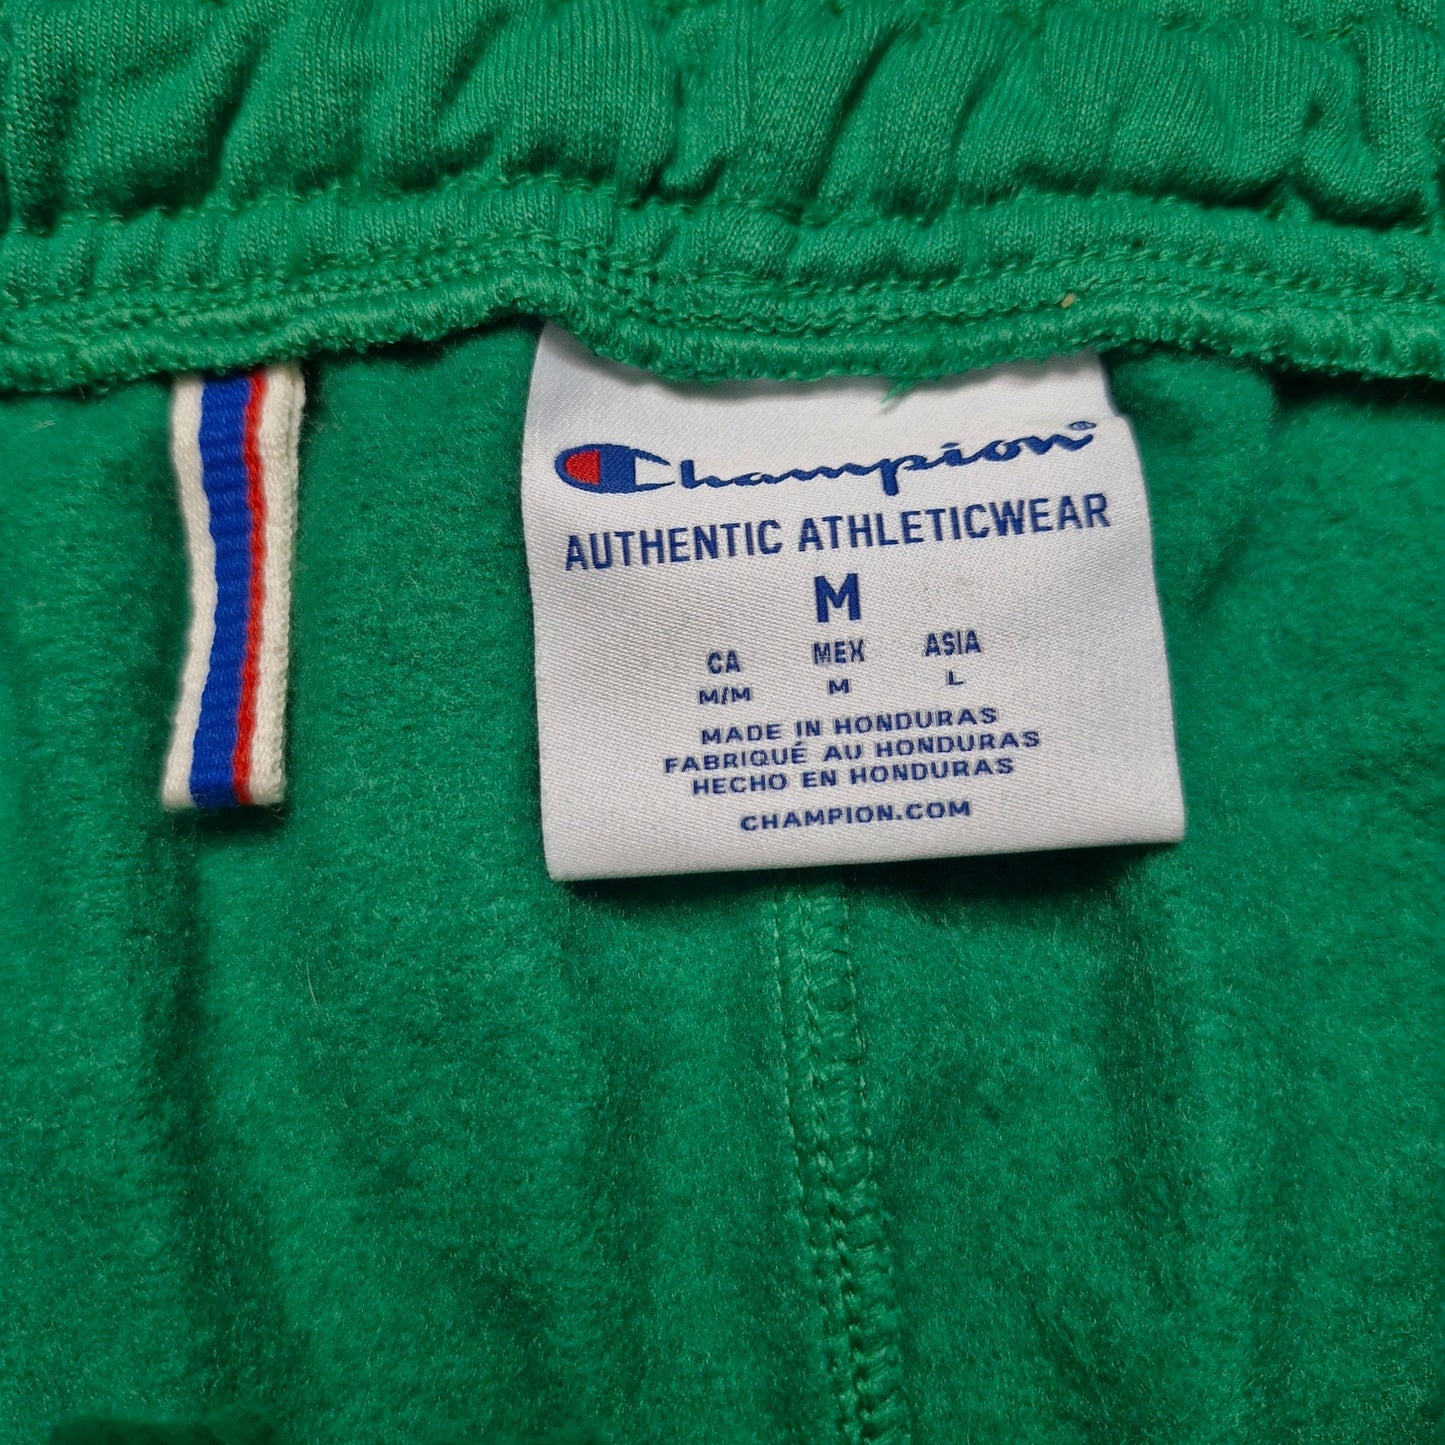 Champion®
AUTHENTIC ATHLETICWEAR
M
CA MEX ASIA
M/M M L
MADE IN HONDURAS
FABRIQUÉ AU HONDURAS
HECHO EN HONDURAS
CHAMPION.COM